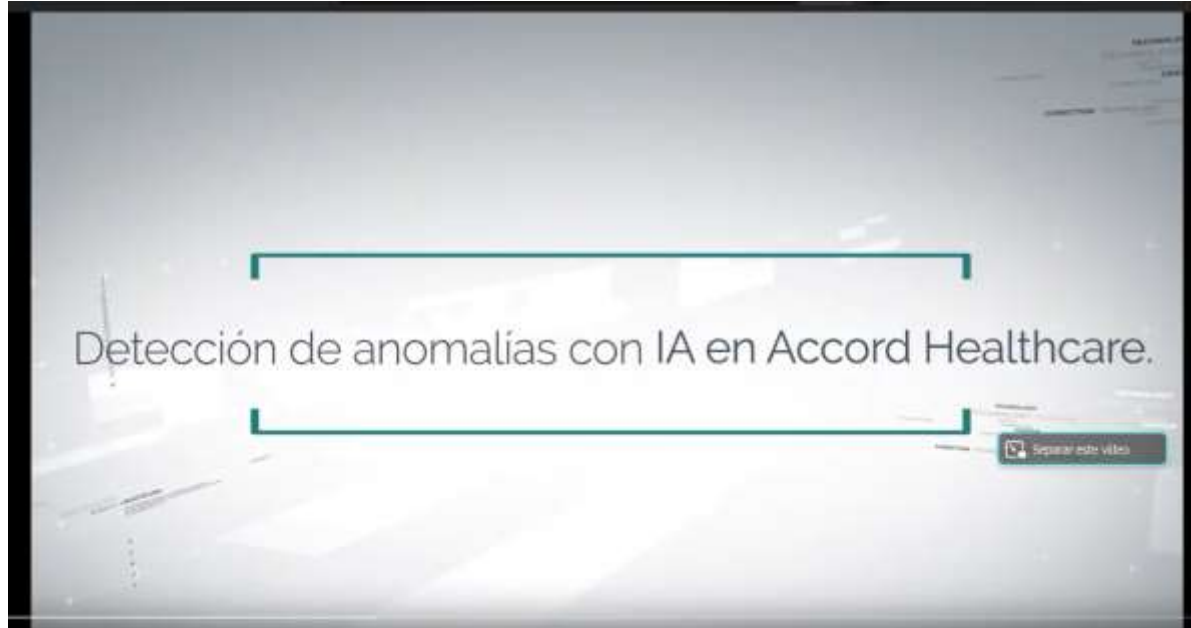 Detección de anomalías con IA en Accord Healthcare.
Separar este vídeo